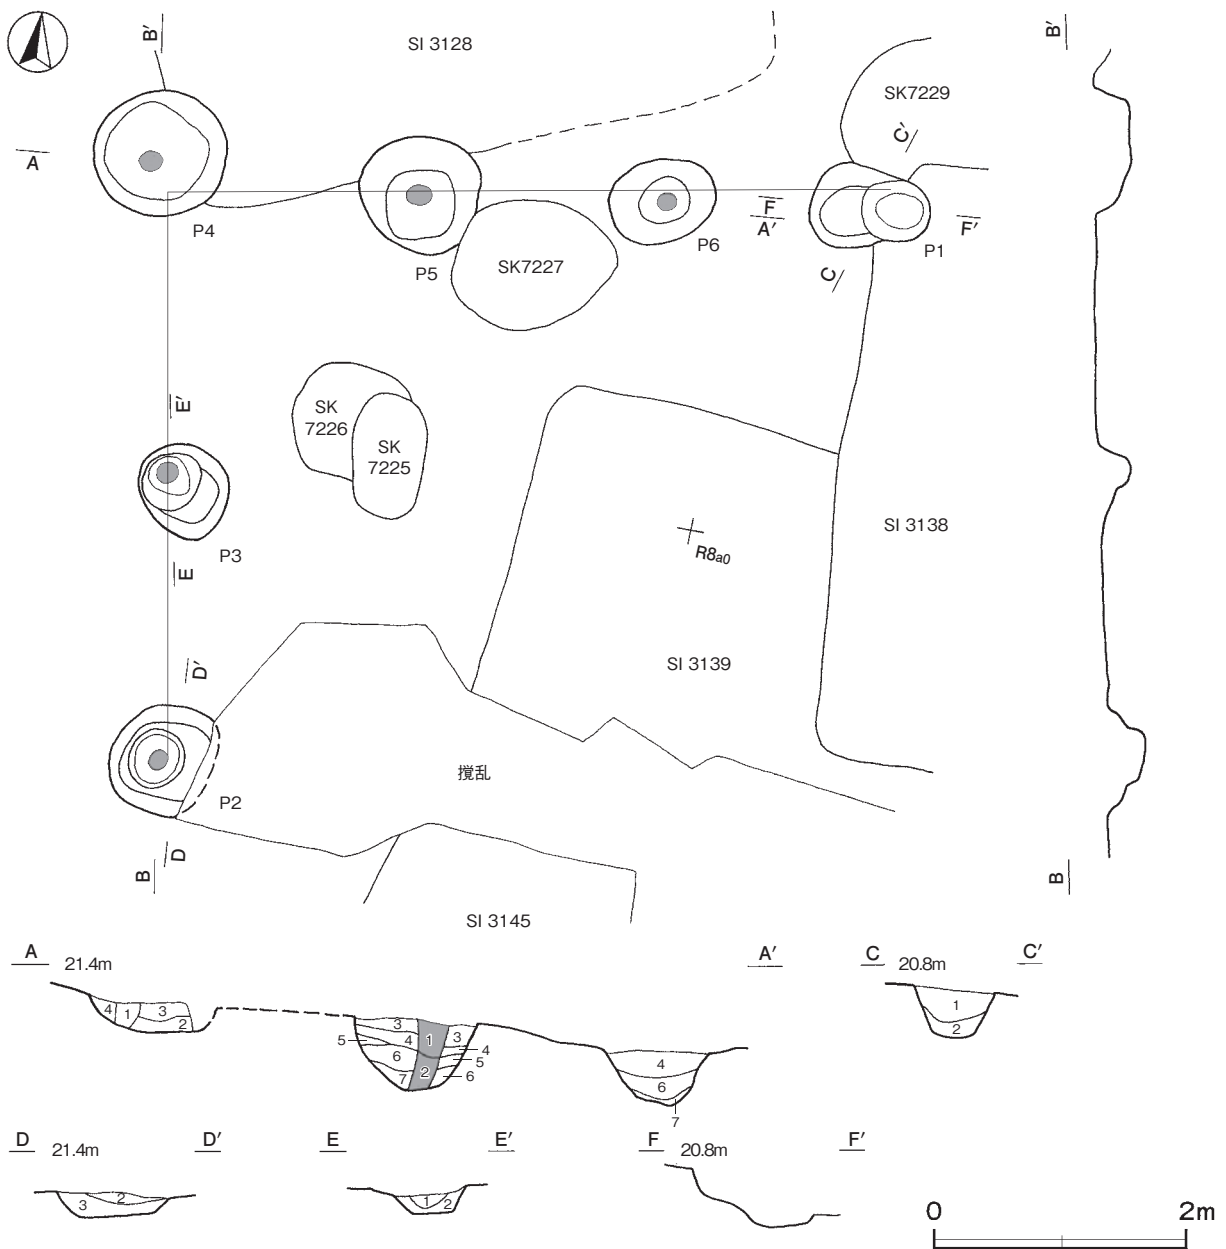 B′
SI 3128
B′
SK7229
C′
A
P4
F
A′
F′
P5
SK7227
P6
P1
C
E′
SK
7226
SK
7225
SI 3138
R8a0
P3
E
SI 3139
D′
撹乱
P2
D
B
B
SI 3145
A 21.4m A′
C 20.8m C′
4 1 3 2
3 1 3
5 4 4
6 2 5
7 6
4
6
7
1
2
D 21.4m D′
E E′
F 20.8m F′
3 2
1 2
0 2m